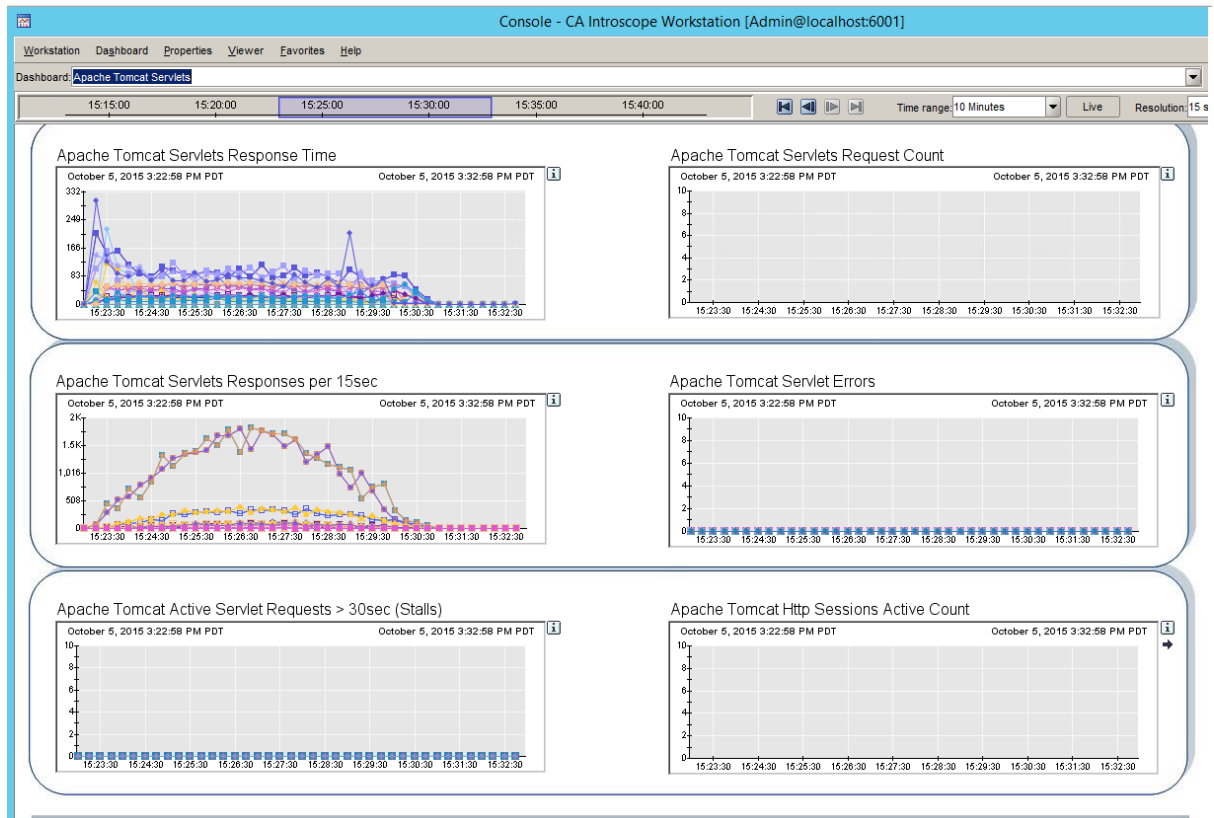 Console - CA Introscope Workstation [Admin@localhost:6001]
Workstation Dashboard Properties Viewer Favorites Help
Dashboard: Apache Tomcat Servlets
15:15:00 15:20:00 15:25:00 15:30:00 15:35:00 15:40:00 Time range: 10 Minutes Live Resolution: 15 s
Apache Tomcat Servlets Response Time
October 5, 2015 3:22:58 PM PDT October 5, 2015 3:32:58 PM PDT
332
249
166
83
0
15:23:30 15:24:30 15:25:30 15:26:30 15:27:30 15:28:30 15:29:30 15:30:30 15:31:30 15:32:30
Apache Tomcat Servlets Request Count
October 5, 2015 3:22:58 PM PDT October 5, 2015 3:32:58 PM PDT
10
8
6
4
2
0
15:23:30 15:24:30 15:25:30 15:26:30 15:27:30 15:28:30 15:29:30 15:30:30 15:31:30 15:32:30
Apache Tomcat Servlets Responses per 15sec
October 5, 2015 3:22:58 PM PDT October 5, 2015 3:32:58 PM PDT
2K
1.5K
1,016
508
0
15:23:30 15:24:30 15:25:30 15:26:30 15:27:30 15:28:30 15:29:30 15:30:30 15:31:30 15:32:30
Apache Tomcat Servlet Errors
October 5, 2015 3:22:58 PM PDT October 5, 2015 3:32:58 PM PDT
10
8
6
4
2
0
15:23:30 15:24:30 15:25:30 15:26:30 15:27:30 15:28:30 15:29:30 15:30:30 15:31:30 15:32:30
Apache Tomcat Active Servlet Requests > 30sec (Stalls)
October 5, 2015 3:22:58 PM PDT October 5, 2015 3:32:58 PM PDT
10
8
6
4
2
0
15:23:30 15:24:30 15:25:30 15:26:30 15:27:30 15:28:30 15:29:30 15:30:30 15:31:30 15:32:30
Apache Tomcat Http Sessions Active Count
October 5, 2015 3:22:58 PM PDT October 5, 2015 3:32:58 PM PDT
10
8
6
4
2
0
15:23:30 15:24:30 15:25:30 15:26:30 15:27:30 15:28:30 15:29:30 15:30:30 15:31:30 15:32:30